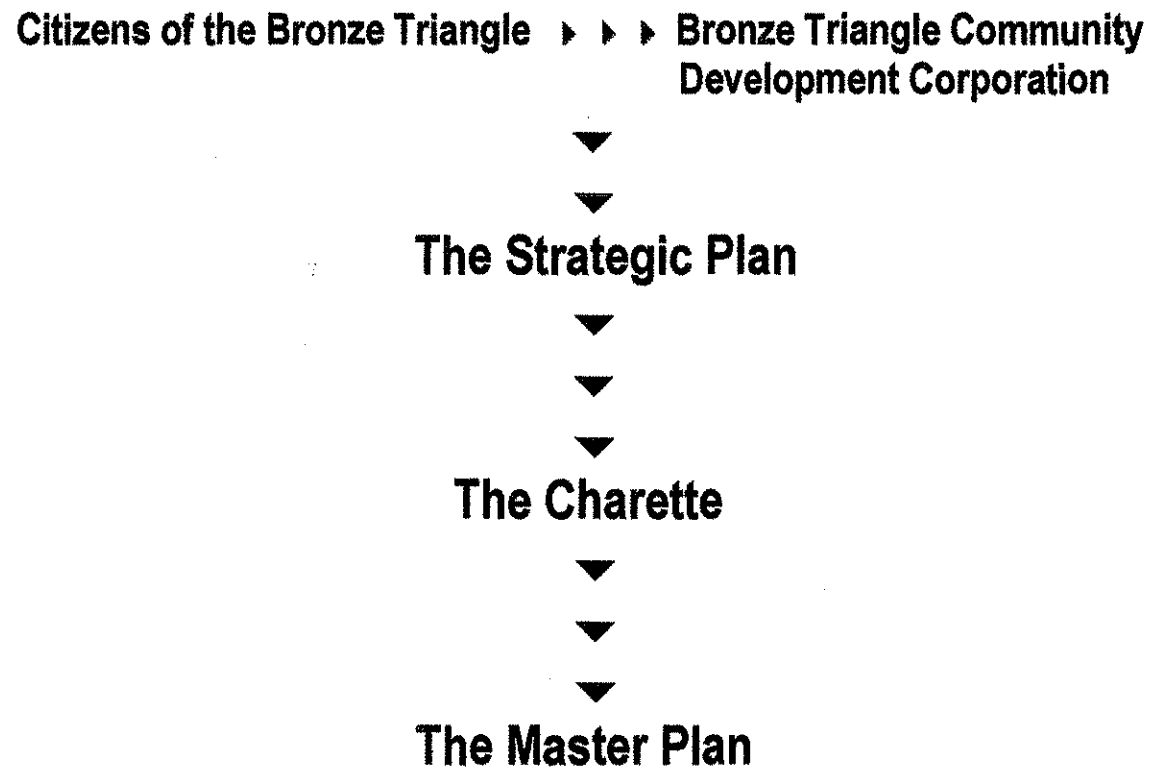 Citizens of the Bronze Triangle ▶ ▶ ▶ Bronze Triangle Community
Development Corporation
The Strategic Plan
The Charette
The Master Plan